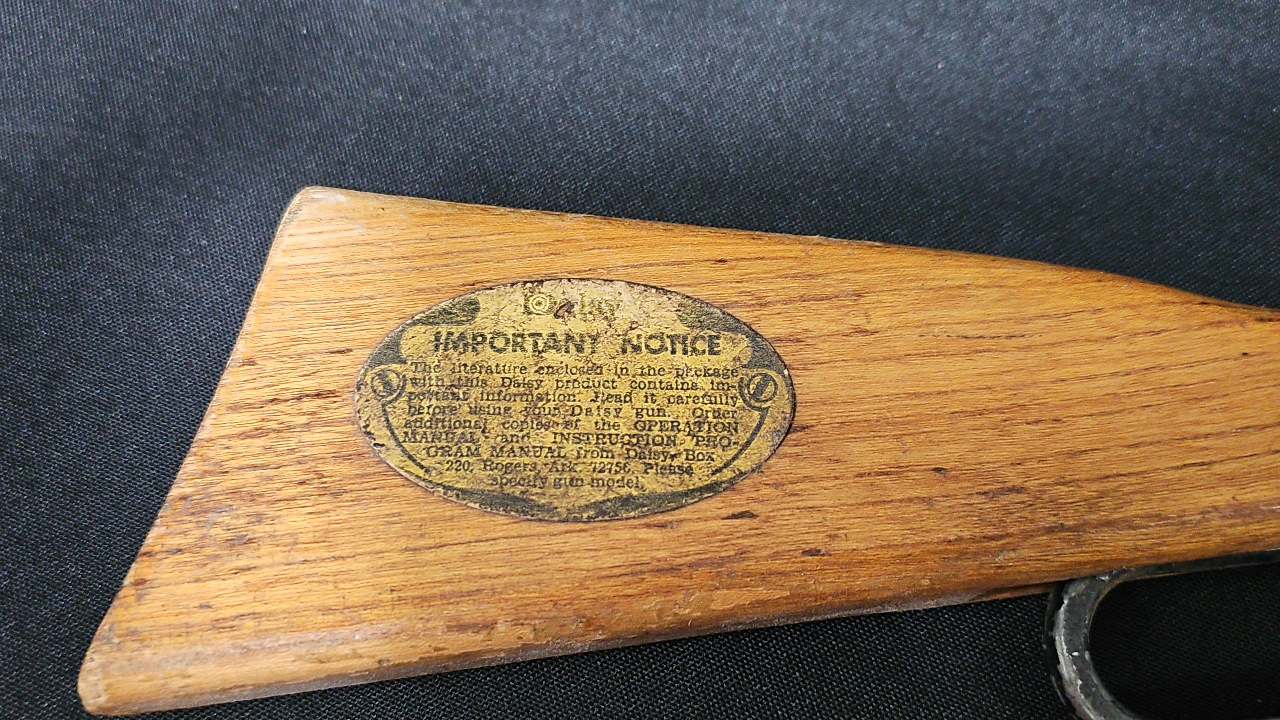 Daisy
IMPORTANT NOTICE
The literature enclosed in the package
with this Daisy product contains im-
portant information. Read it carefully
before using your Daisy gun. Order
additional copies of the OPERATION
MANUAL and INSTRUCTION PRO-
GRAM MANUAL from Daisy, Box
220, Rogers, Ark. 72756. Please
specify gun model.